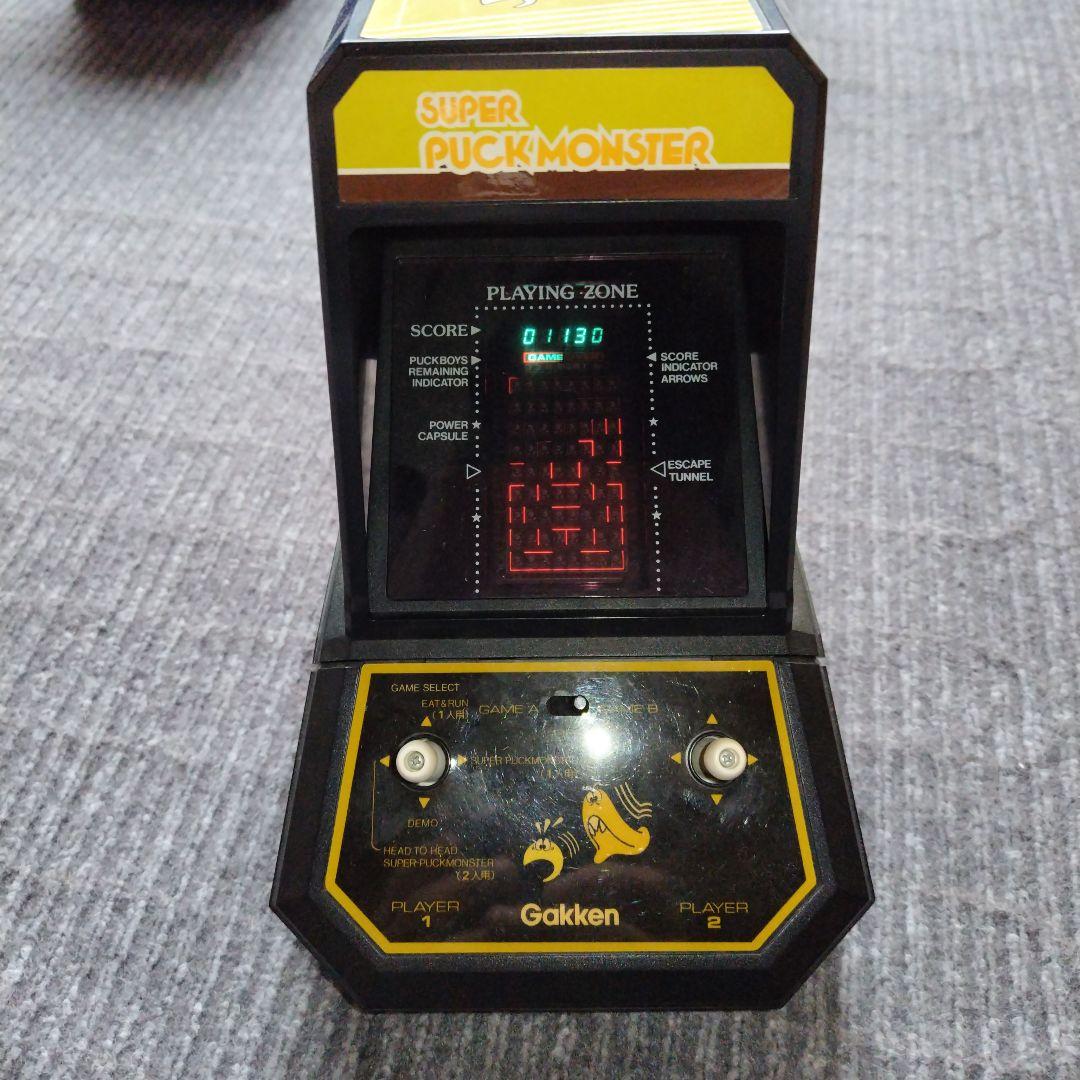 SUPER
PUCKMONSTER
PLAYING ZONE
SCORE
01130
PUCKBOYS
REMAINING
INDICATOR
GAME
SCORE
INDICATOR
ARROWS
POWER
CAPSULE
ESCAPE
TUNNEL
GAME SELECT
EAT&RUN
(1人用)
GAME A
GAME B
SUPER PUCKMONSTER
(1人用)
DEMO
HEAD TO HEAD
SUPER PUCKMONSTER
(2人用)
PLAYER
1
Gakken
PLAYER
2